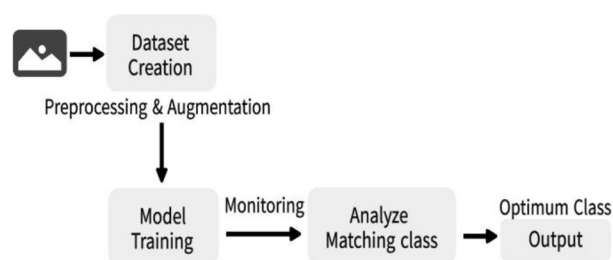 Dataset
Creation
Preprocessing & Augmentation
Model
Training
Monitoring
Analyze
Matching class
Optimum Class
Output